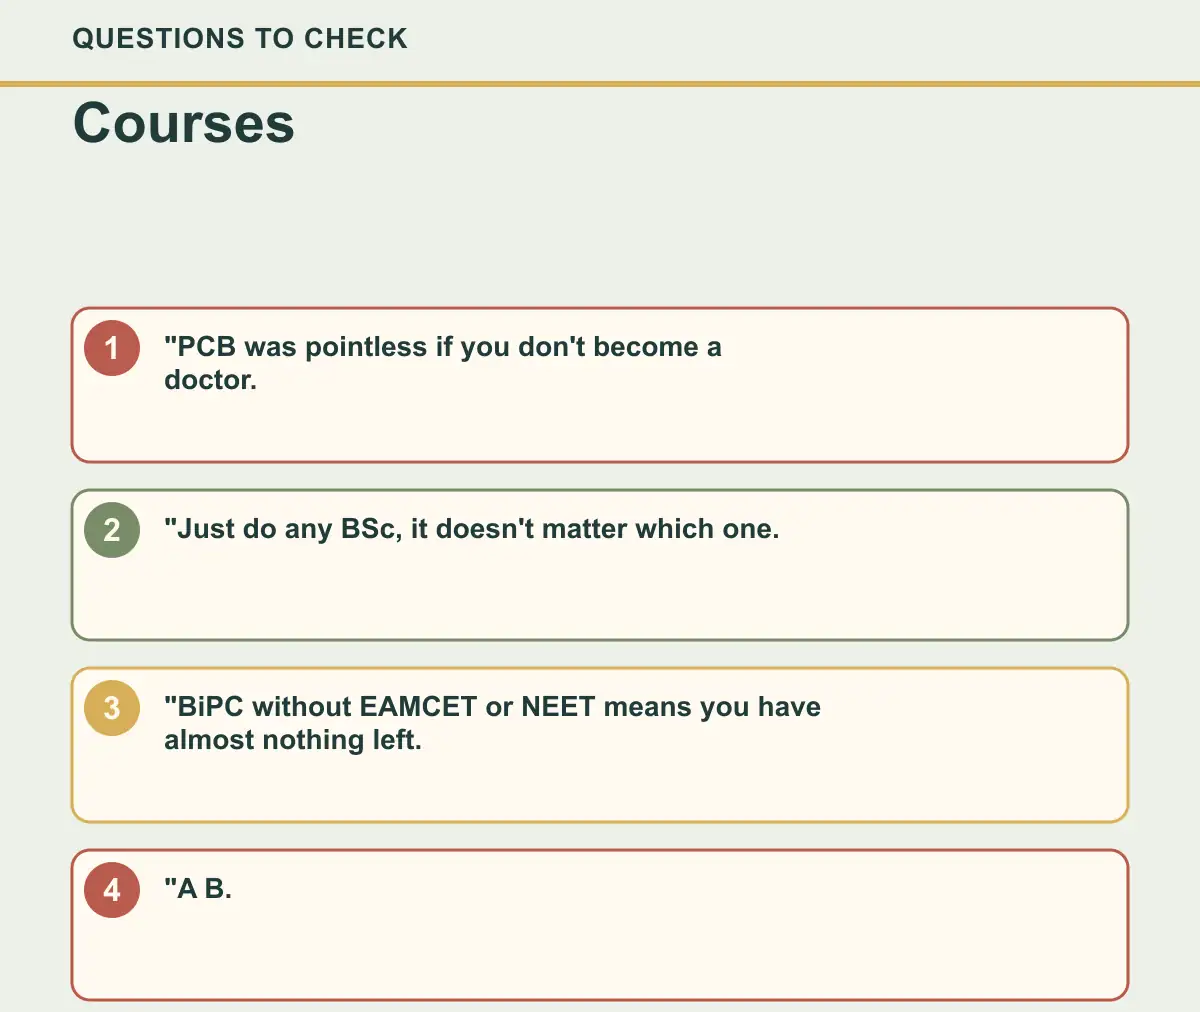 QUESTIONS TO CHECK
Courses
1
"PCB was pointless if you don't become a
doctor.
2
"Just do any BSc, it doesn't matter which one.
3
"BiPC without EAMCET or NEET means you have
almost nothing left.
4
"A B.